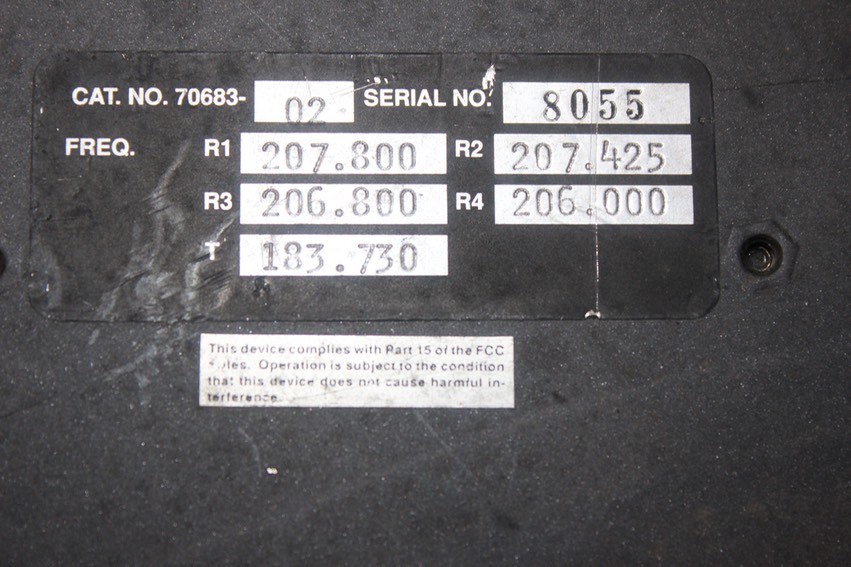 CAT. NO. 70683- 02 SERIAL NO. 8055
FREQ. R1 207.800 R2 207.425
R3 206.800 R4 206.000
T 183.730
This device complies with Part 15 of the FCC
Rules. Operation is subject to the condition
that this device does not cause harmful in-
terference.